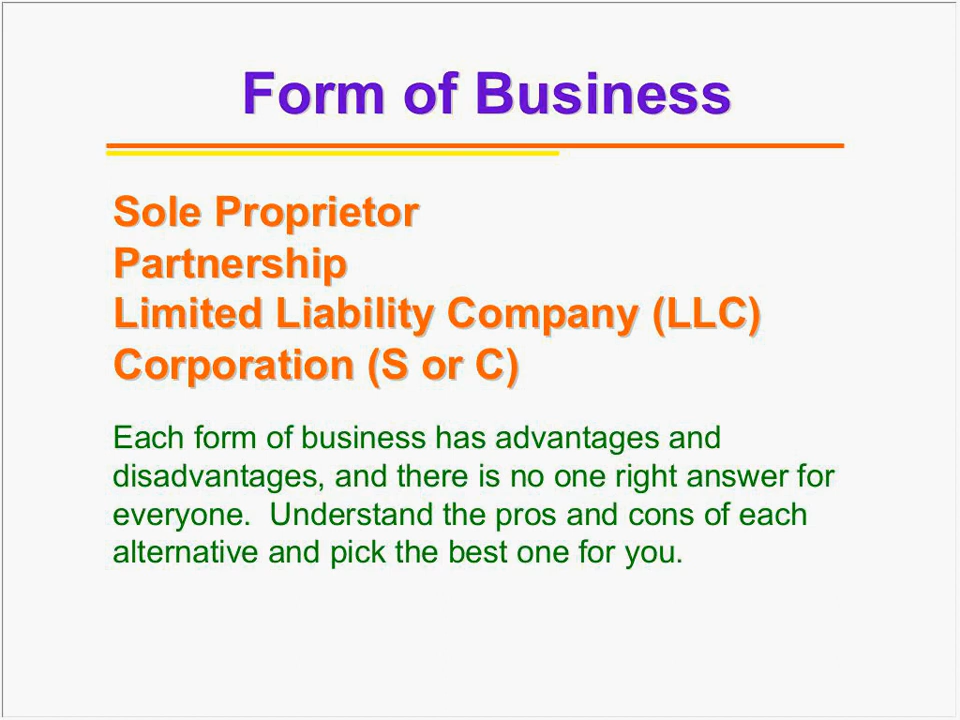 Form of Business
Sole Proprietor
Partnership
Limited Liability Company (LLC)
Corporation (S or C)
Each form of business has advantages and
disadvantages, and there is no one right answer for
everyone.  Understand the pros and cons of each
alternative and pick the best one for you.